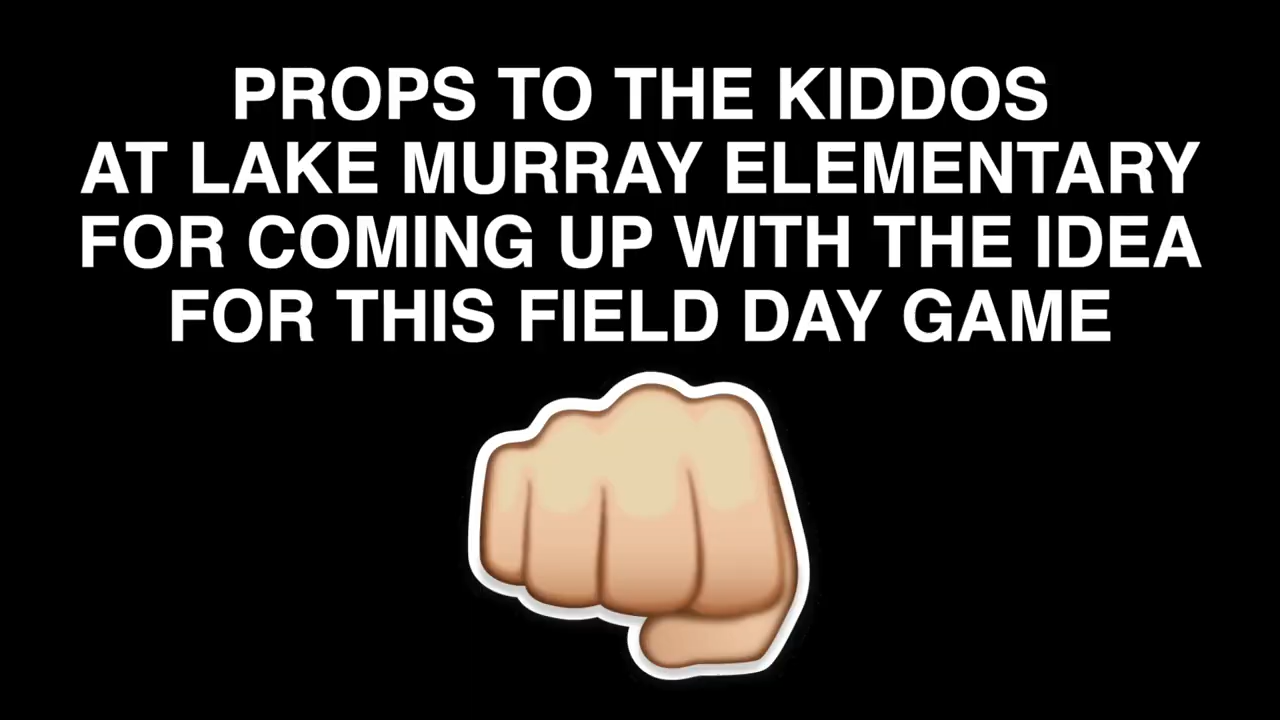 PROPS TO THE KIDDOS
AT LAKE MURRAY ELEMENTARY
FOR COMING UP WITH THE IDEA
FOR THIS FIELD DAY GAME